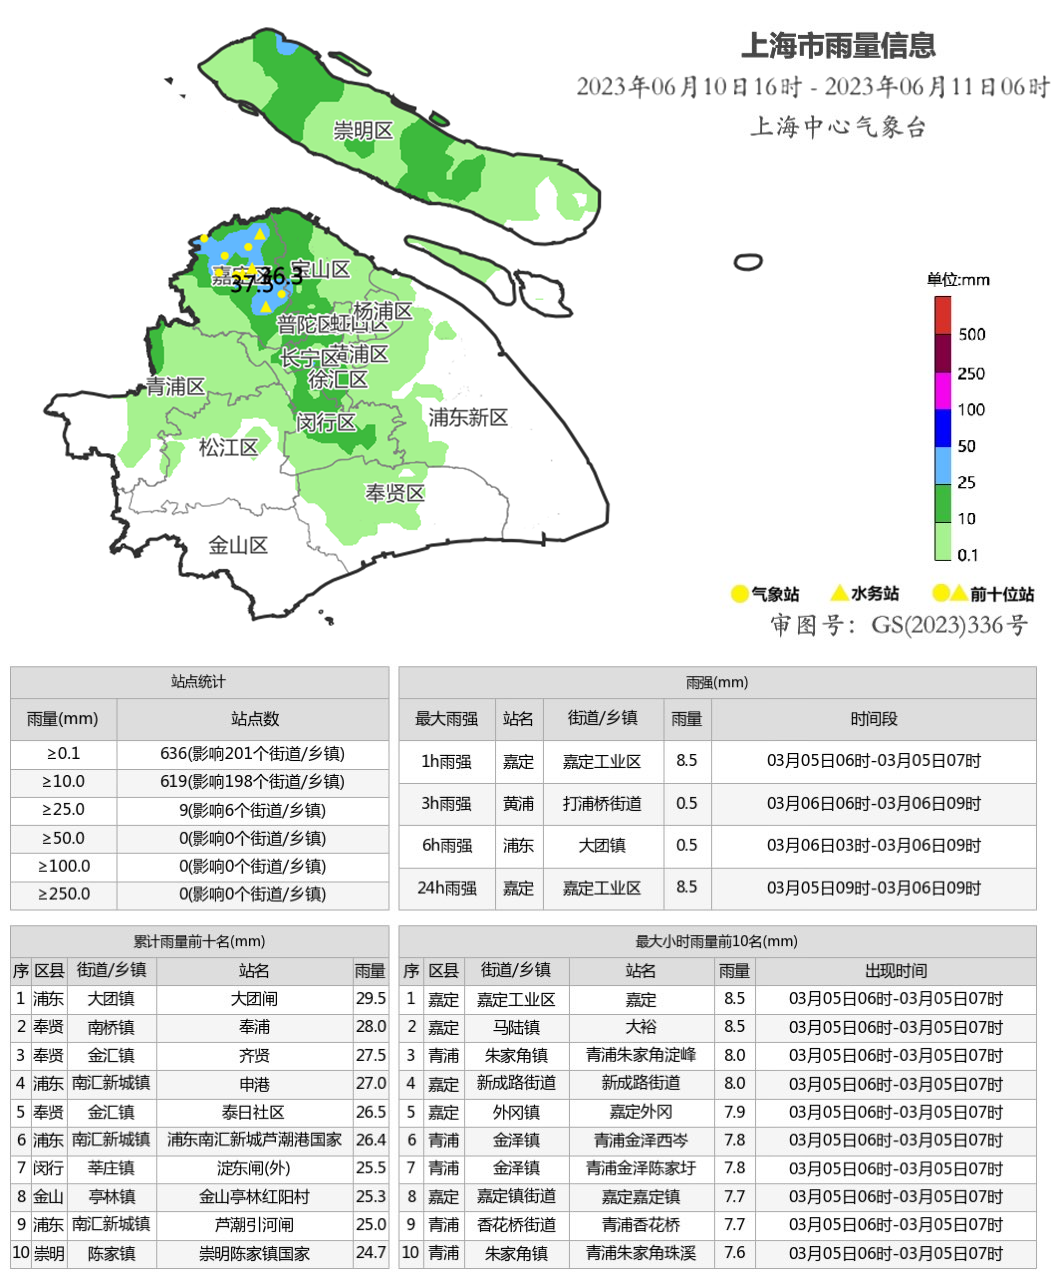 上海市雨量信息
2023年06月10日16时 - 2023年06月11日06时
上海中心气象台
崇明区
嘉定区
37.5
36.3
宝山区
杨浦区
普陀区
虹口区
长宁区
黄浦区
徐汇区
青浦区
闵行区
浦东新区
松江区
奉贤区
金山区
单位:mm
500
250
100
50
25
10
0.1
气象站 水务站 前十位站
审图号：GS(2023)336号
站点统计
雨量(mm) 站点数
≥0.1 636(影响201个街道/乡镇)
≥10.0 619(影响198个街道/乡镇)
≥25.0 9(影响6个街道/乡镇)
≥50.0 0(影响0个街道/乡镇)
≥100.0 0(影响0个街道/乡镇)
≥250.0 0(影响0个街道/乡镇)
雨强(mm)
最大雨强 站名 街道/乡镇 雨量 时间段
1h雨强 嘉定 嘉定工业区 8.5 03月05日06时-03月05日07时
3h雨强 黄浦 打浦桥街道 0.5 03月06日06时-03月06日09时
6h雨强 浦东 大团镇 0.5 03月06日03时-03月06日09时
24h雨强 嘉定 嘉定工业区 8.5 03月05日09时-03月06日09时
累计雨量前十名(mm)
序 区县 街道/乡镇 站名 雨量
1 浦东 大团镇 大团闸 29.5
2 奉贤 南桥镇 奉浦 28.0
3 奉贤 金汇镇 齐贤 27.5
4 浦东 南汇新城镇 申港 27.0
5 奉贤 金汇镇 泰日社区 26.5
6 浦东 南汇新城镇 浦东南汇新城芦潮港国家 26.4
7 闵行 莘庄镇 淀东闸(外) 25.5
8 金山 亭林镇 金山亭林红阳村 25.3
9 浦东 南汇新城镇 芦潮引河闸 25.0
10 崇明 陈家镇 崇明陈家镇国家 24.7
最大小时雨量前10名(mm)
序 区县 街道/乡镇 站名 雨量 出现时间
1 嘉定 嘉定工业区 嘉定 8.5 03月05日06时-03月05日07时
2 嘉定 马陆镇 大裕 8.5 03月05日06时-03月05日07时
3 青浦 朱家角镇 青浦朱家角淀峰 8.0 03月05日06时-03月05日07时
4 嘉定 新成路街道 新成路街道 8.0 03月05日06时-03月05日07时
5 嘉定 外冈镇 嘉定外冈 7.9 03月05日06时-03月05日07时
6 青浦 金泽镇 青浦金泽西岑 7.8 03月05日06时-03月05日07时
7 青浦 金泽镇 青浦金泽陈家圩 7.8 03月05日06时-03月05日07时
8 嘉定 嘉定镇街道 嘉定嘉定镇 7.7 03月05日06时-03月05日07时
9 青浦 香花桥街道 青浦香花桥 7.7 03月05日06时-03月05日07时
10 青浦 朱家角镇 青浦朱家角珠溪 7.6 03月05日06时-03月05日07时